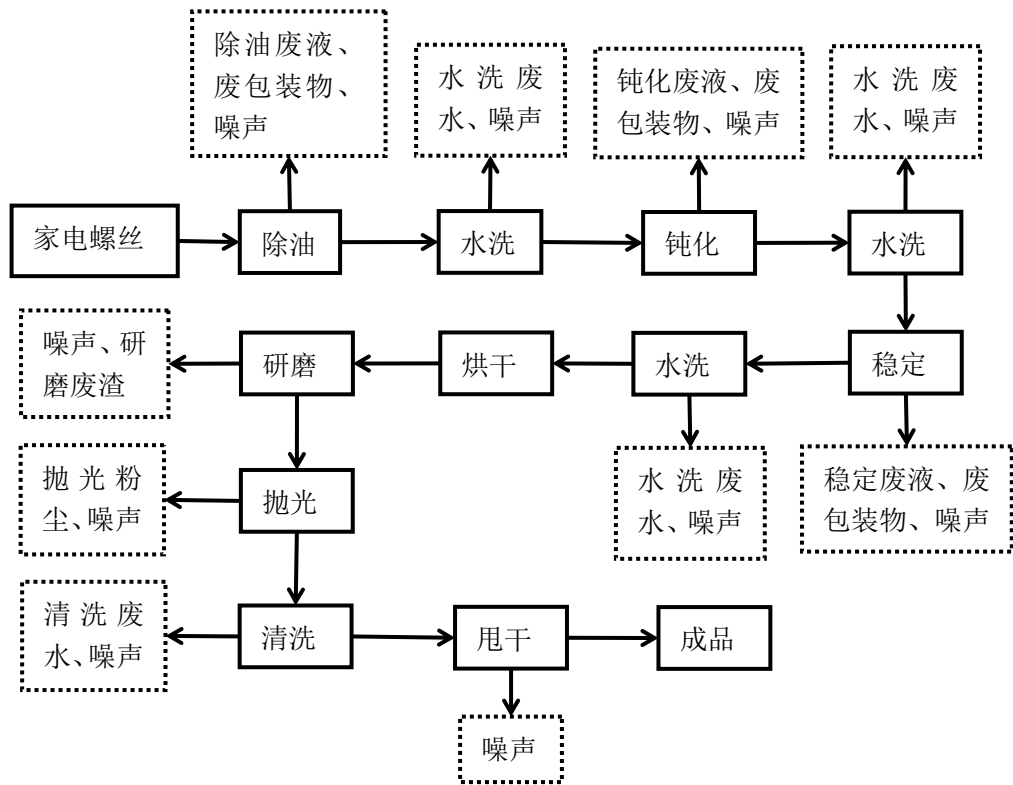 除油废液、
废包装物、
噪声
水洗废
水、噪声
钝化废液、废
包装物、噪声
水洗废
水、噪声
家电螺丝
除油
水洗
钝化
水洗
噪声、研
磨废渣
研磨
烘干
水洗
稳定
抛光粉
尘、噪声
抛光
水洗废
水、噪声
稳定废液、废
包装物、噪声
清洗废
水、噪声
清洗
甩干
成品
噪声